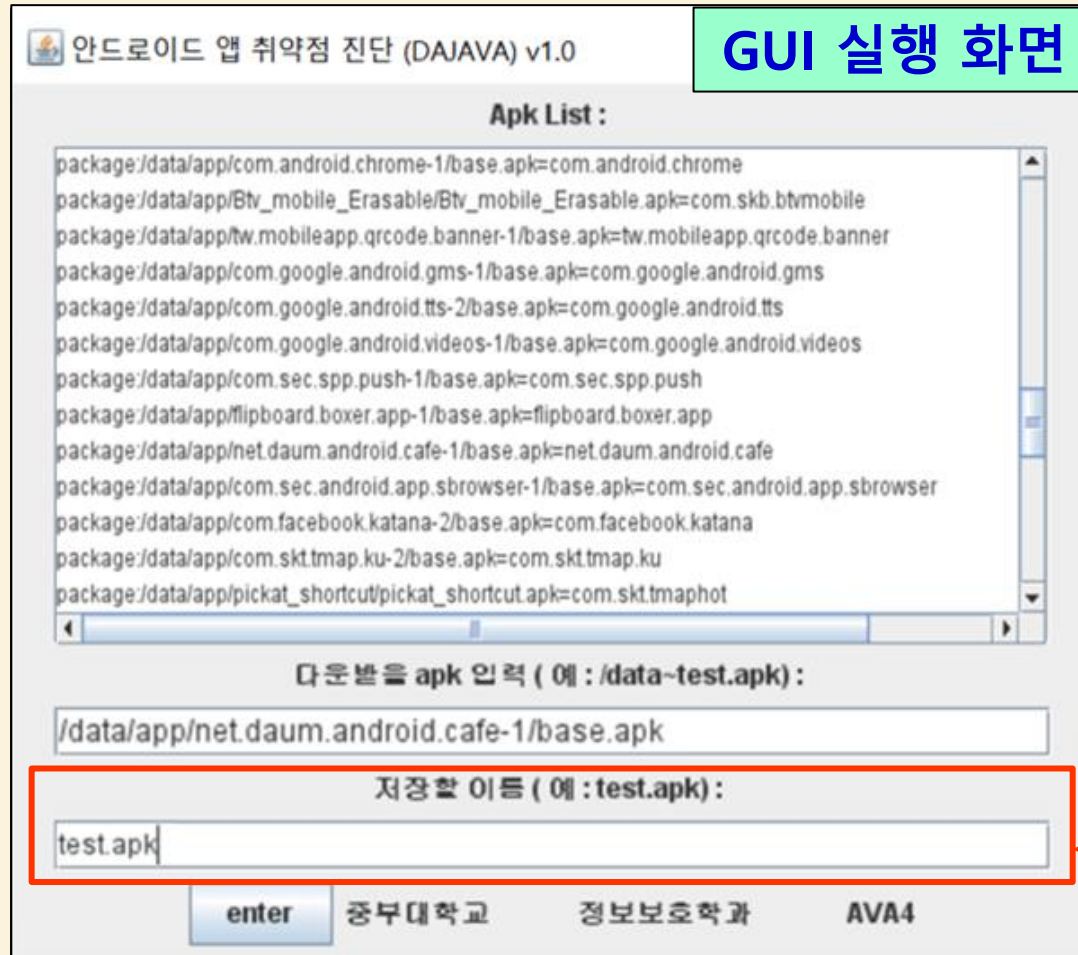 안드로이드 앱 취약점 진단 (DAJAVA) v1.0
GUI 실행 화면
Apk List :
package:/data/app/com.android.chrome-1/base.apk=com.android.chrome
package:/data/app/Btv_mobile_Erasable/Btv_mobile_Erasable.apk=com.skb.btvmobile
package:/data/app/tw.mobileapp.qrcode.banner-1/base.apk=tw.mobileapp.qrcode.banner
package:/data/app/com.google.android.gms-1/base.apk=com.google.android.gms
package:/data/app/com.google.android.tts-2/base.apk=com.google.android.tts
package:/data/app/com.google.android.videos-1/base.apk=com.google.android.videos
package:/data/app/com.sec.spp.push-1/base.apk=com.sec.spp.push
package:/data/app/flipboard.boxer.app-1/base.apk=flipboard.boxer.app
package:/data/app/net.daum.android.cafe-1/base.apk=net.daum.android.cafe
package:/data/app/com.sec.android.app.sbrowser-1/base.apk=com.sec.android.app.sbrowser
package:/data/app/com.facebook.katana-2/base.apk=com.facebook.katana
package:/data/app/com.skt.tmap.ku-2/base.apk=com.skt.tmap.ku
package:/data/app/pickat_shortcut/pickat_shortcut.apk=com.skt.tmaphot
다운받을 apk 입력 ( 예 : /data~test.apk) :
/data/app/net.daum.android.cafe-1/base.apk
저장할 이름 ( 예 : test.apk) :
test.apk
enter 중부대학교 정보보호학과 AVA4